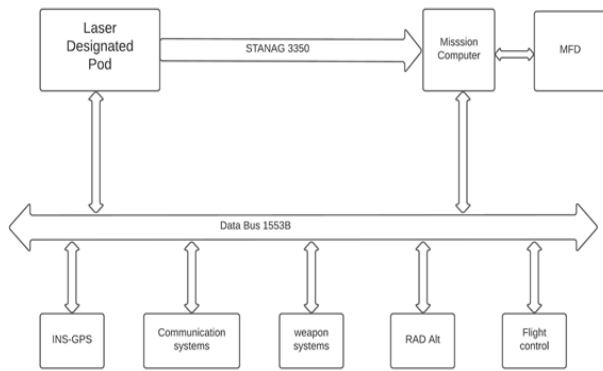 Laser
Designated
Pod
STANAG 3350
Misssion
Computer
MFD
Data Bus 1553B
INS-GPS
Communication
systems
weapon
systems
RAD Alt
Flight
control